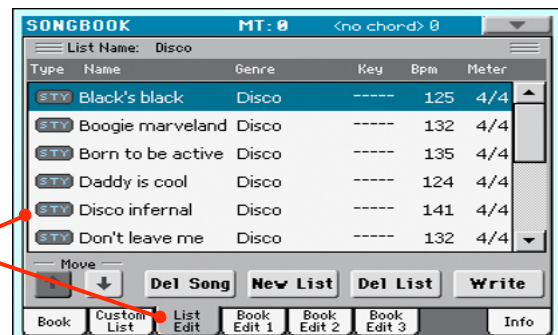 SONGBOOK MT: 0 <no chord> 0
List Name: Disco
Type Name Genre Key Bpm Meter
STY Black's black Disco ----- 125 4/4
STY Boogie marveland Disco ----- 132 4/4
STY Born to be active Disco ----- 135 4/4
STY Daddy is cool Disco ----- 124 4/4
STY Disco infernal Disco ----- 141 4/4
STY Don't leave me Disco ----- 132 4/4
Move
Del Song New List Del List Write
Book Custom List List Edit Book Edit 1 Book Edit 2 Book Edit 3 Info